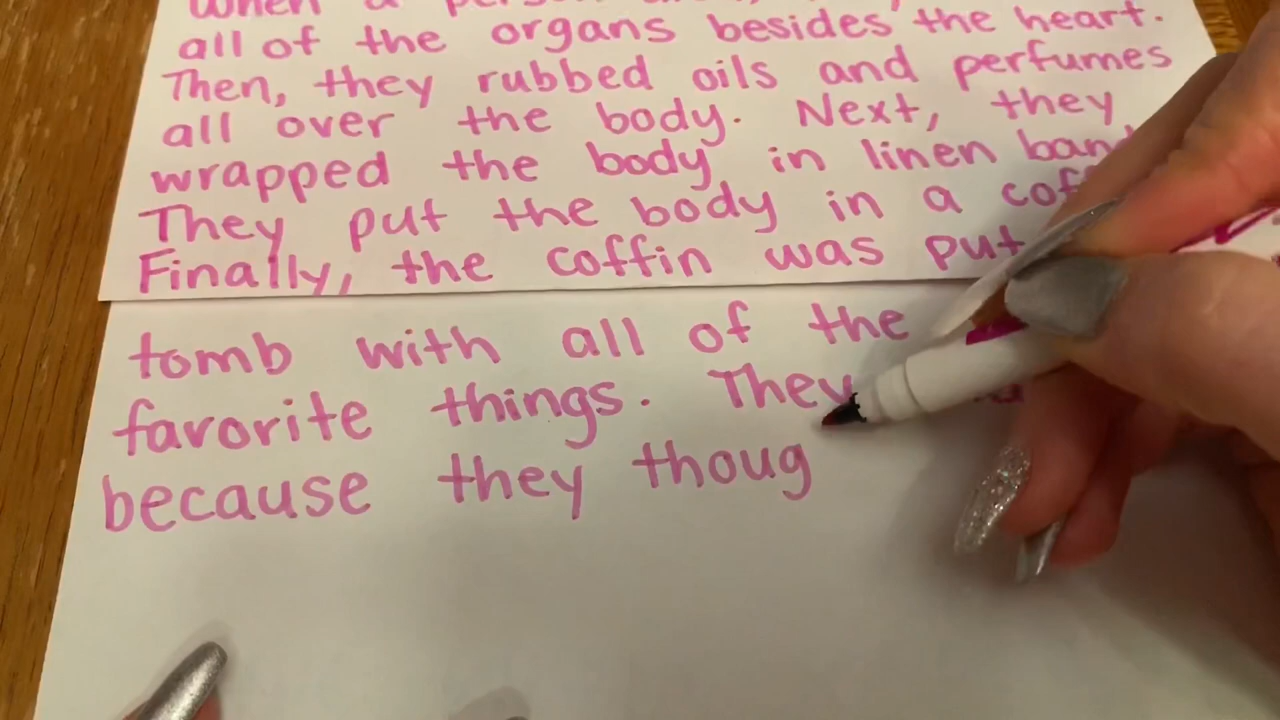 When a person
all of the organs besides the heart.
Then, they rubbed oils and perfumes
all over the body. Next, they
wrapped the body in linen
They put the body in a
Finally, the coffin was put
tomb with all of the
favorite things. They
because they thoug